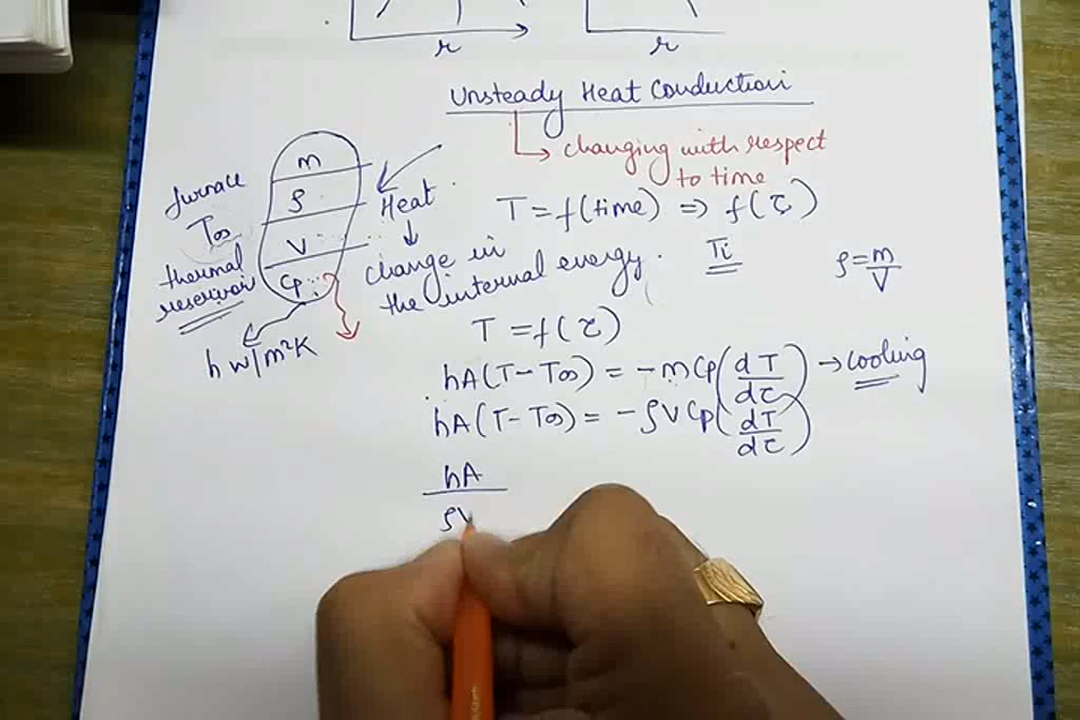 r r
Unsteady Heat Conduction
changing with respect
to time
T = f(time) ⇒ f(τ)
furnace
T∞
thermal
reservoir
m
ρ
V
Cp
h W/m²K
Heat
change in
the internal energy.
Ti
ρ = m/V
T = f(τ)
hA(T - T∞) = -mCp(dT/dτ) → cooling
hA(T - T∞) = -ρVCp(dT/dτ)
hA
ρV